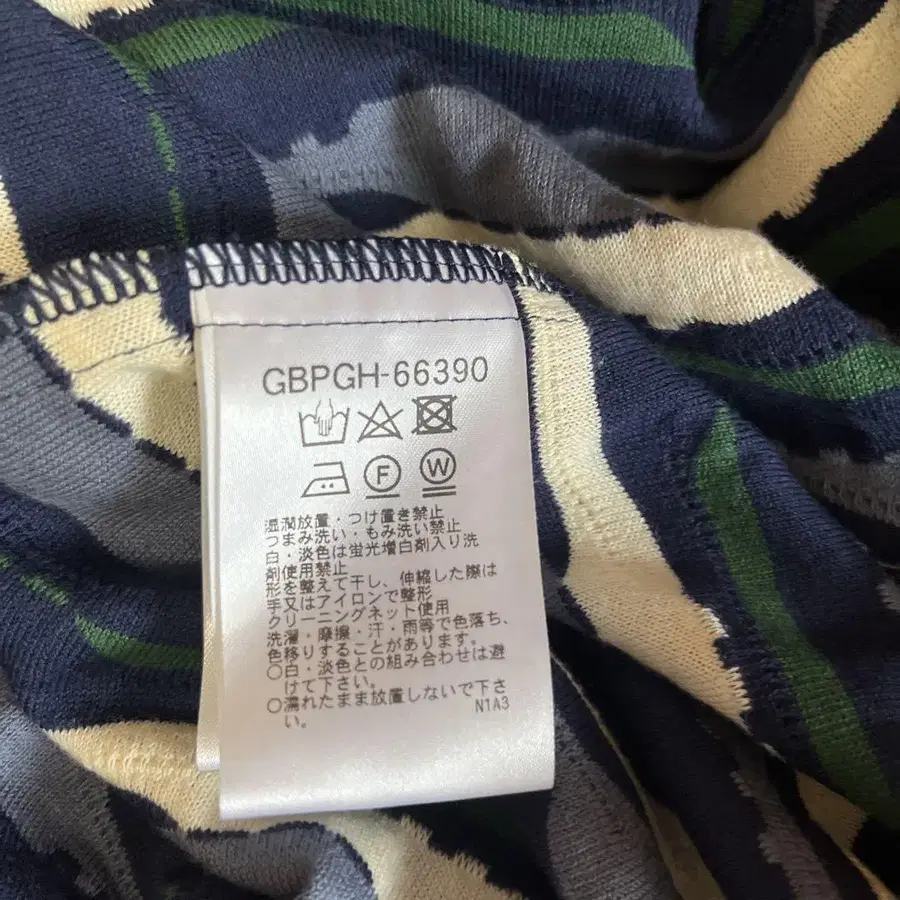 GBPGH-66390
F W
湿潤放置・つけ置き禁止
つまみ洗い・もみ洗い禁止
白・淡色は蛍光増白剤入り洗
剤使用禁止
形を整えて干し、伸縮した際は
手又はアイロンで整形
クリーニングネット使用
洗濯・摩擦・汗・雨等で色落ち、
色移りすることがあります。
○白・淡色との組み合わせは避
けて下さい。
○濡れたまま放置しないで下さ
い。
N1A3